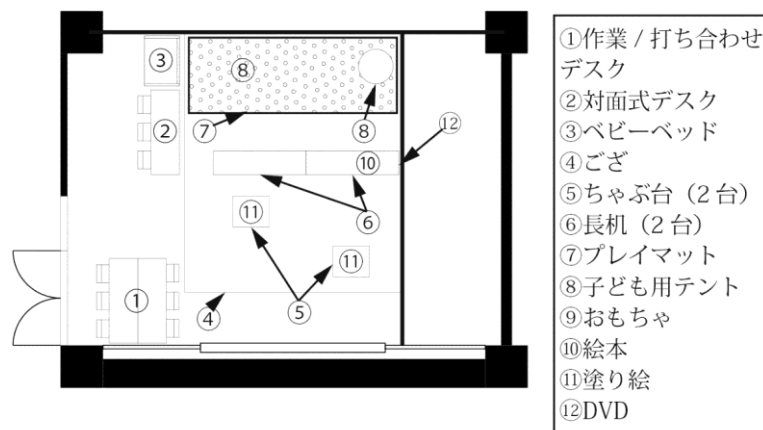 ③
⑧
②
⑦
⑧
⑫
⑩
⑥
⑪
⑪
①
④
⑤
①作業 / 打ち合わせ
デスク
②対面式デスク
③ベビーベッド
④ござ
⑤ちゃぶ台（2 台）
⑥長机（2 台）
⑦プレイマット
⑧子ども用テント
⑨おもちゃ
⑩絵本
⑪塗り絵
⑫DVD